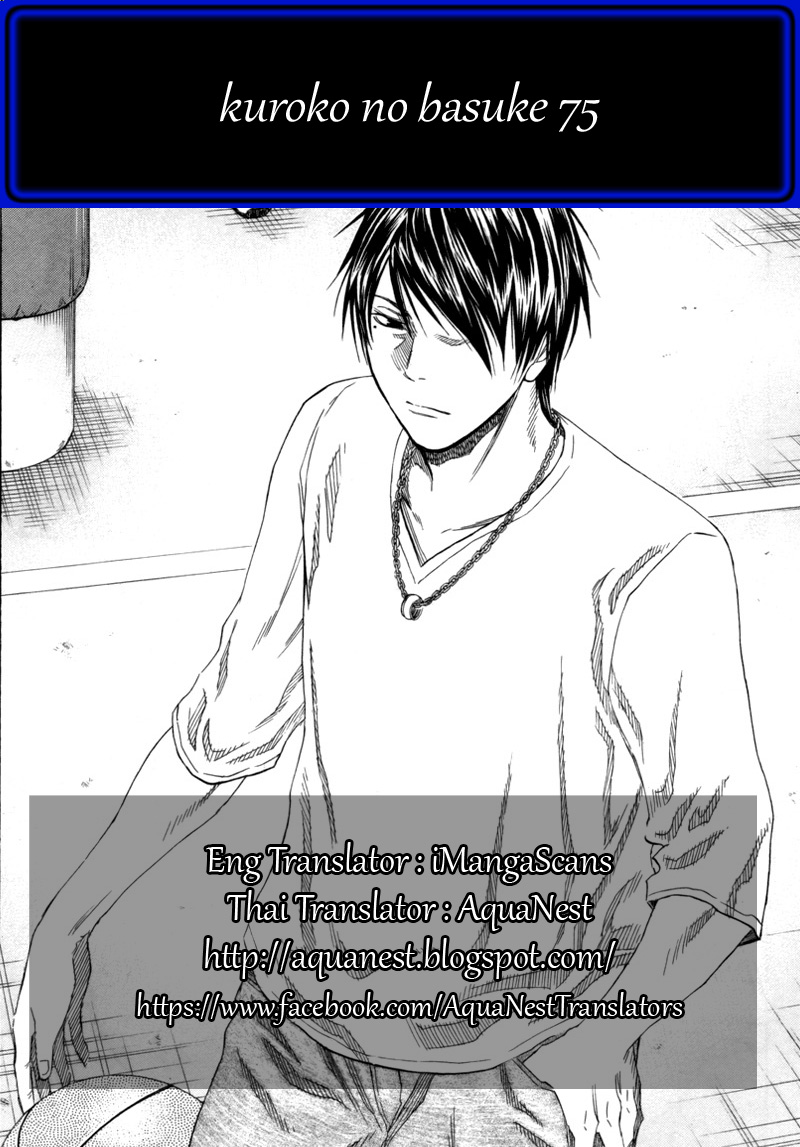 kuroko no basuke 75
Eng Translator : iMangaScans
Thai Translator : AquaNest
http://aquanest.blogspot.com/
https://www.facebook.com/AquaNestTranslators